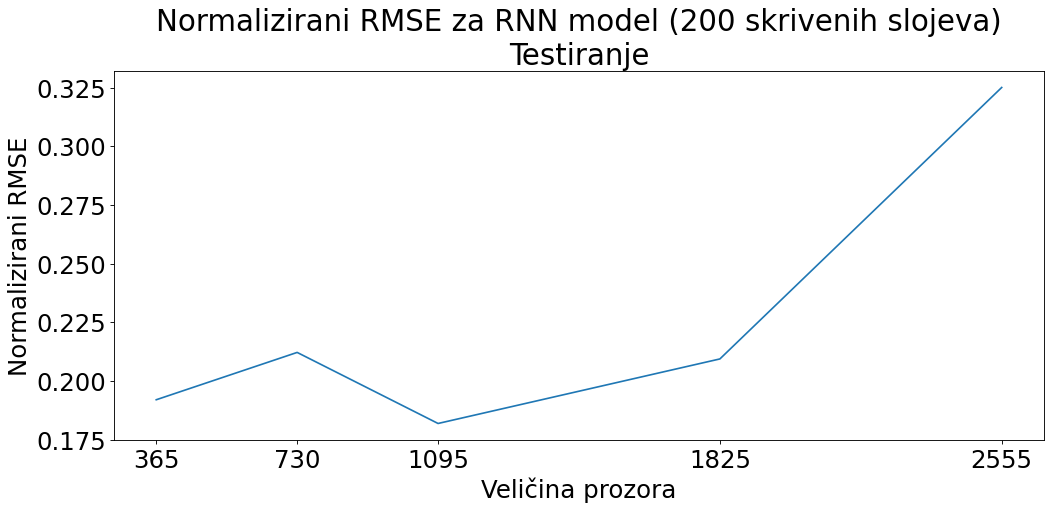 Normalizirani RMSE za RNN model (200 skrivenih slojeva)
Testiranje
Normalizirani RMSE
0.325
0.300
0.275
0.250
0.225
0.200
0.175
365 730 1095 1825 2555
Veličina prozora